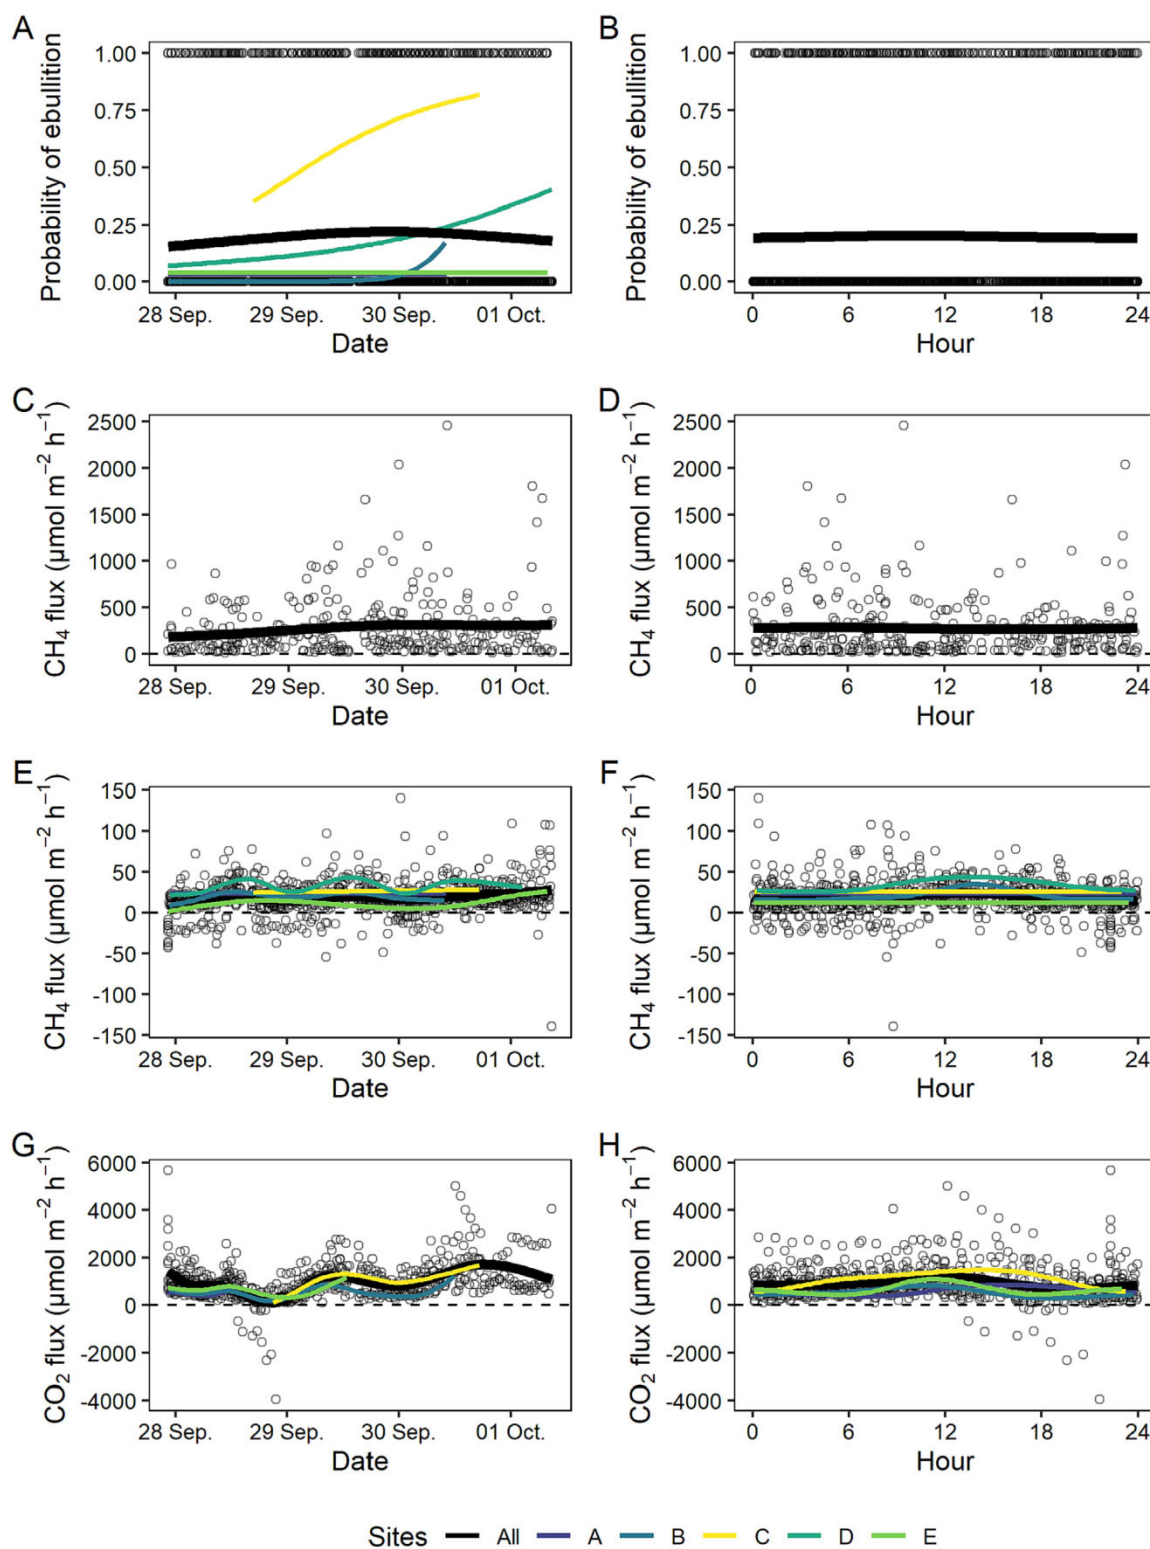 A
B
Probability of ebullition
1.00
0.75
0.50
0.25
0.00
28 Sep. 29 Sep. 30 Sep. 01 Oct.
Date
Probability of ebullition
1.00
0.75
0.50
0.25
0.00
0 6 12 18 24
Hour
C
D
CH₄ flux (µmol m⁻² h⁻¹)
2500
2000
1500
1000
500
0
28 Sep. 29 Sep. 30 Sep. 01 Oct.
Date
CH₄ flux (µmol m⁻² h⁻¹)
2500
2000
1500
1000
500
0
0 6 12 18 24
Hour
E
F
CH₄ flux (µmol m⁻² h⁻¹)
150
100
50
0
-50
-100
-150
28 Sep. 29 Sep. 30 Sep. 01 Oct.
Date
CH₄ flux (µmol m⁻² h⁻¹)
150
100
50
0
-50
-100
-150
0 6 12 18 24
Hour
G
H
CO₂ flux (µmol m⁻² h⁻¹)
6000
4000
2000
0
-2000
-4000
28 Sep. 29 Sep. 30 Sep. 01 Oct.
Date
CO₂ flux (µmol m⁻² h⁻¹)
6000
4000
2000
0
-2000
-4000
0 6 12 18 24
Hour
Sites All A B C D E